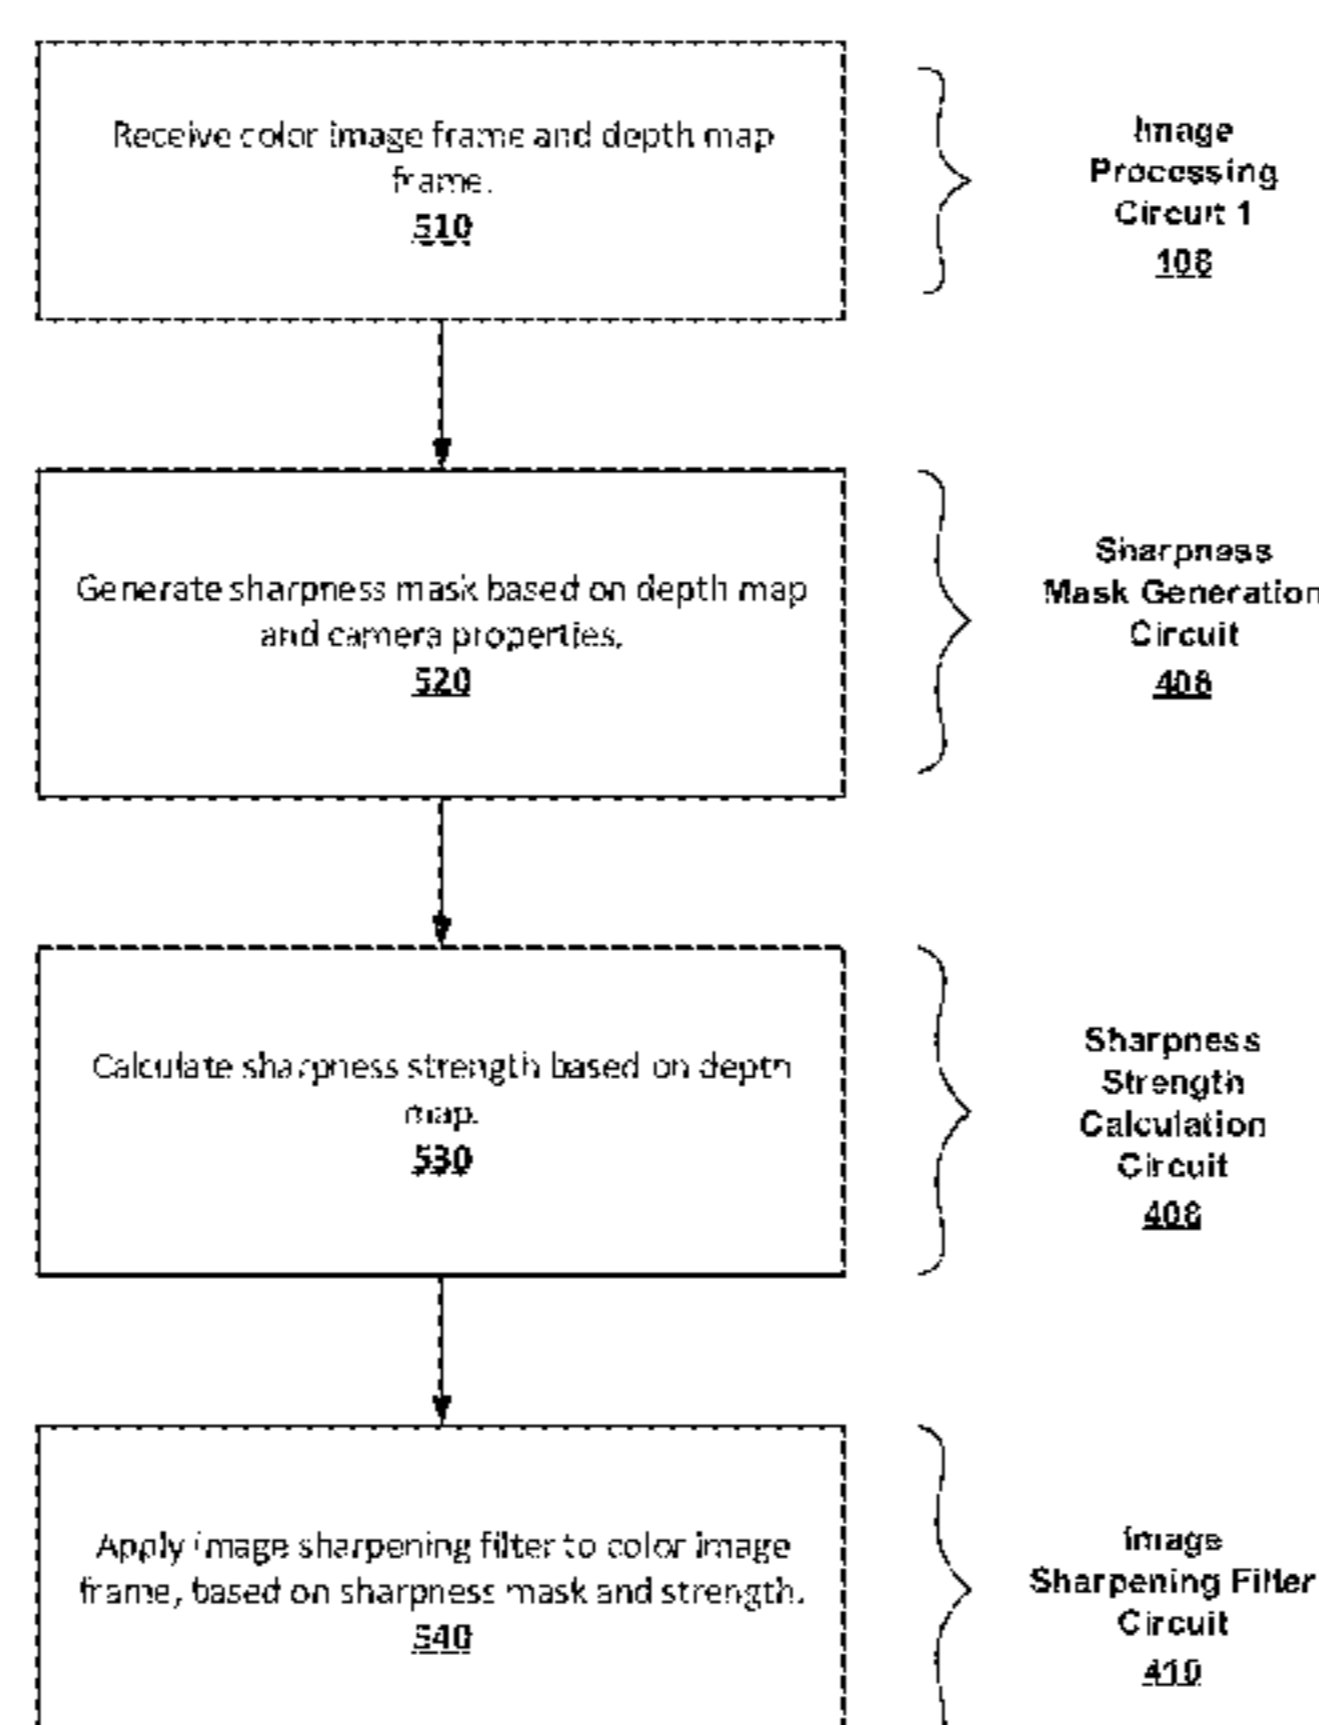 Receive color image frame and depth map
frame.
510
Image
Processing
Circuit 1
108
Generate sharpness mask based on depth map
and camera properties.
520
Sharpness
Mask Generation
Circuit
406
Calculate sharpness strength based on depth
map.
530
Sharpness
Strength
Calculation
Circuit
408
Apply image sharpening filter to color image
frame, based on sharpness mask and strength.
540
Image
Sharpening Filter
Circuit
410